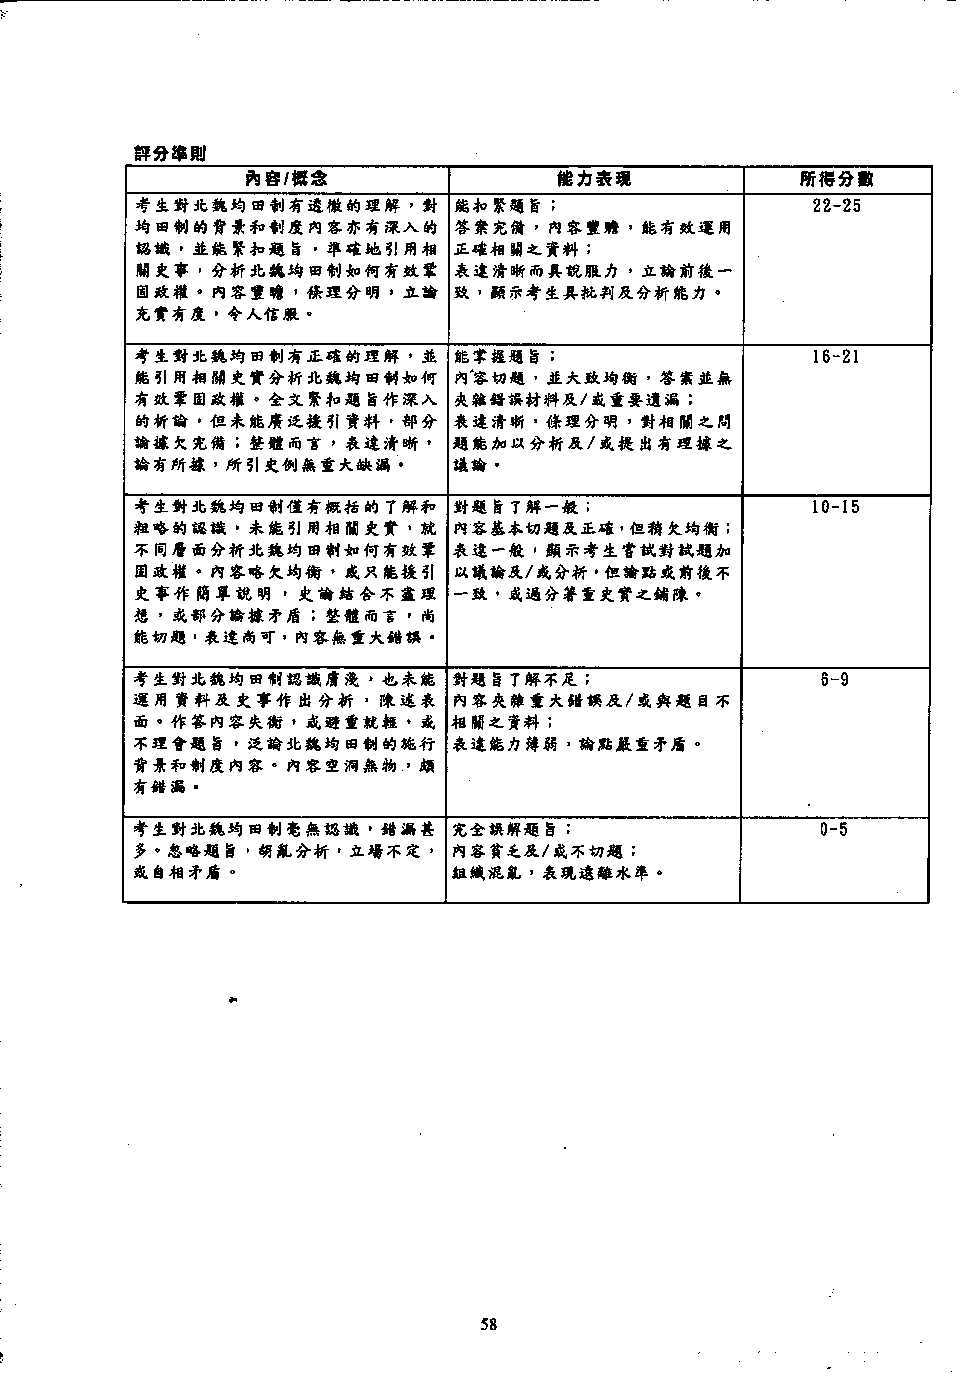 評分準則
內容/概念 能力表現 所得分數
考生對北魏均田制有透徹的理解，對
均田制的背景和制度內容亦有深入的
認識，並能緊扣題旨，準確地引用相
關史事，分析北魏均田制如何有效鞏
固政權。內容豐贍，條理分明，立論
充實有度，令人信服。
能扣緊題旨；
答案完備，內容豐贍，能有效運用
正確相關之資料；
表達清晰而具說服力，立論前後一
致，顯示考生具批判及分析能力。
22-25
考生對北魏均田制有正確的理解，並
能引用相關史實分析北魏均田制如何
有效鞏固政權。全文緊扣題旨作深入
的析論，但未能廣泛援引資料，部分
論據欠完備；整體而言，表達清晰，
論有所據，所引史例無重大缺漏。
能掌握題旨；
內容切題，並大致均衡，答案並無
夾雜錯誤材料及/或重要遺漏；
表達清晰，條理分明，對相關之問
題能加以分析及/或提出有理據之
議論。
16-21
考生對北魏均田制僅有概括的了解和
粗略的認識，未能引用相關史實，就
不同層面分析北魏均田制如何有效鞏
固政權。內容略欠均衡，或只能援引
史事作簡單說明，史論結合不盡理
想，或部分論據矛盾；整體而言，尚
能切題，表達尚可，內容無重大錯誤。
對題旨了解一般；
內容基本切題及正確，但稍欠均衡；
表達一般，顯示考生嘗試對試題加
以議論及/或分析，但論點或前後不
一致，或過分著重史實之鋪陳。
10-15
考生對北魏均田制認識膚淺，也未能
運用資料及史事作出分析，陳述表
面。作答內容失衡，或避重就輕，或
不理會題旨，泛論北魏均田制的施行
背景和制度內容。內容空洞無物，頗
有錯漏。
對題旨了解不足；
內容夾雜重大錯誤及/或與題目不
相關之資料；
表達能力薄弱，論點嚴重矛盾。
6-9
考生對北魏均田制毫無認識，錯漏甚
多。忽略題旨，胡亂分析，立場不定，
或自相矛盾。
完全誤解題旨；
內容貧乏及/或不切題；
組織混亂，表現遠離水準。
0-5
58